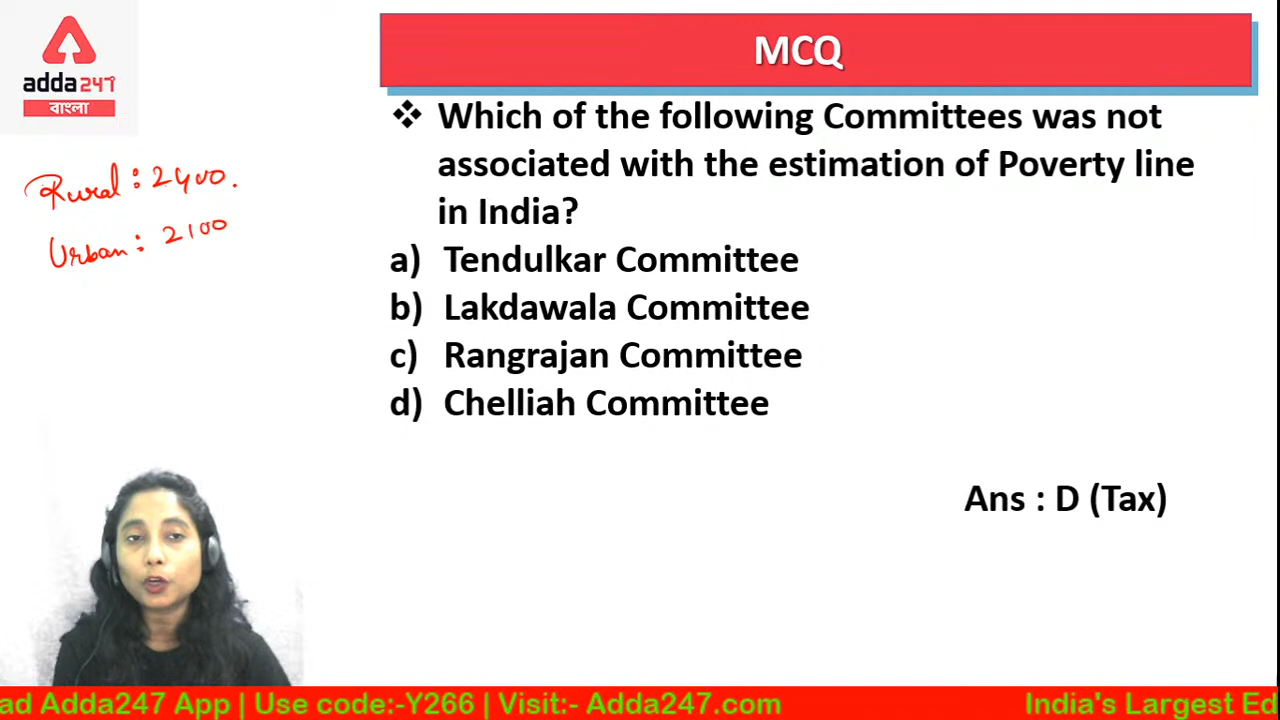 adda247
বাংলা
Rural : 2400.
Urban : 2100
MCQ
❖ Which of the following Committees was not
associated with the estimation of Poverty line
in India?
a) Tendulkar Committee
b) Lakdawala Committee
c) Rangrajan Committee
d) Chelliah Committee
Ans : D (Tax)
ad Adda247 App | Use code:-Y266 | Visit:- Adda247.com India's Largest Ed